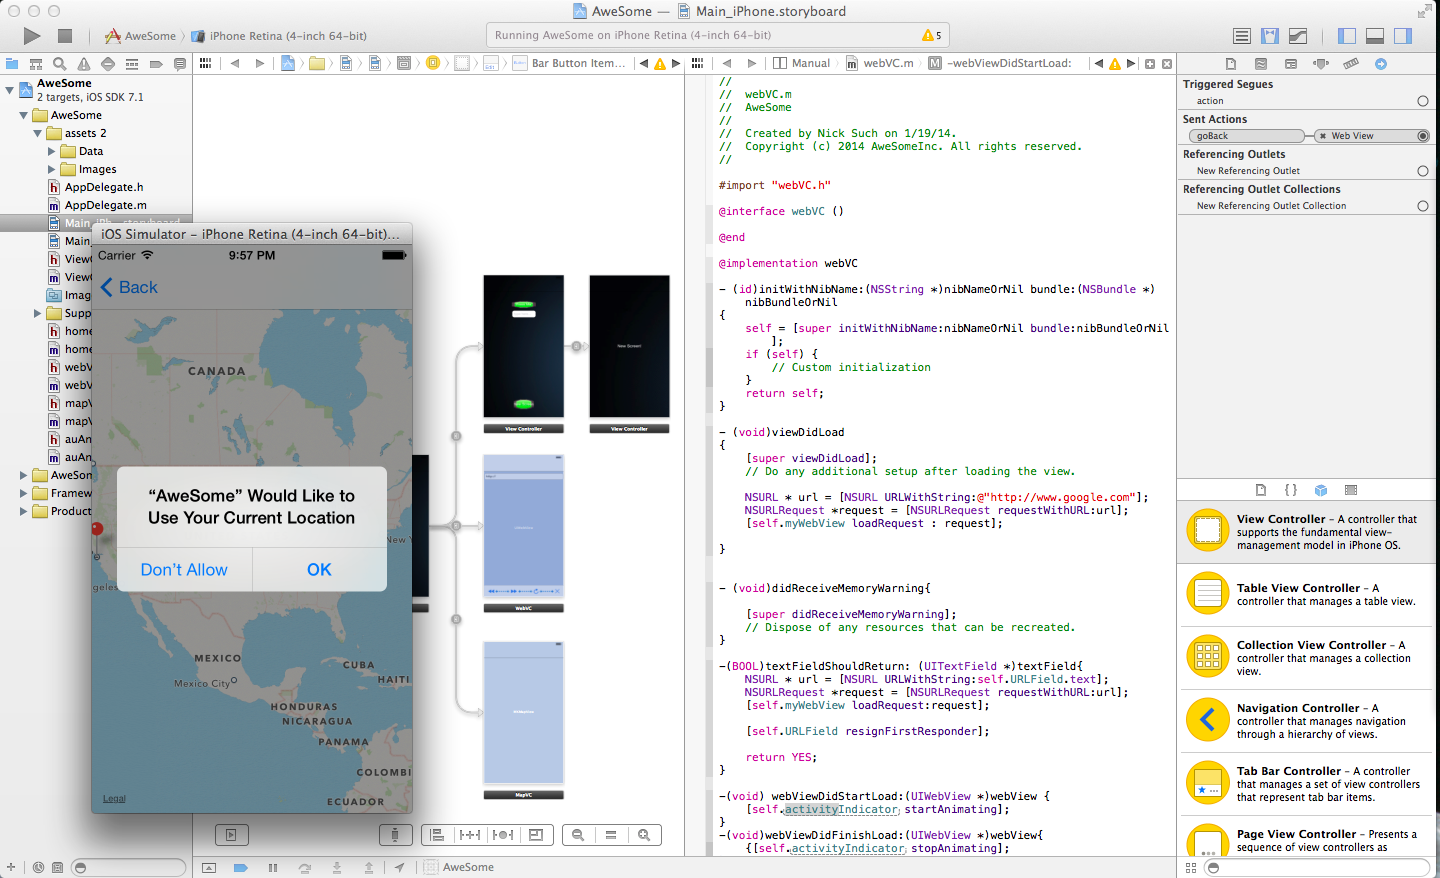 AweSome — Main_iPhone.storyboard
AweSome
iPhone Retina (4-inch 64-bit)
Running AweSome on iPhone Retina (4-inch 64-bit)
5
Bar Button Item...
Manual
webVC.m
M
-webViewDidStartLoad:
AweSome
2 targets, iOS SDK 7.1
AweSome
assets 2
Data
Images
h AppDelegate.h
m AppDelegate.m
Main_iPh...storyboard
Main_
h ViewC
m ViewC
Imag
Supp
h home
m home
h webV
m webV
h mapV
m mapV
h auAn
m auAn
AweSom
Framew
Product
iOS Simulator – iPhone Retina (4-inch 64-bit)...
Carrier
9:57 PM
Back
CANADA
“AweSome” Would Like to
Use Your Current Location
Don’t Allow
OK
New Y
geles
MEXICO
Mexico City
CUBA
HAITI
HONDURAS
NICARAGUA
PANAMA
COLOMBI
ECUADOR
Legal
New Screen
View Controller
View Controller
WebVC
MapVC
//
//  webVC.m
//  AweSome
//
//  Created by Nick Such on 1/19/14.
//  Copyright (c) 2014 AweSomeInc. All rights reserved.
//
#import "webVC.h"
@interface webVC ()
@end
@implementation webVC
- (id)initWithNibName:(NSString *)nibNameOrNil bundle:(NSBundle *)
nibBundleOrNil
{
self = [super initWithNibName:nibNameOrNil bundle:nibBundleOrNil
];
if (self) {
// Custom initialization
}
return self;
}
- (void)viewDidLoad
{
[super viewDidLoad];
// Do any additional setup after loading the view.
NSURL * url = [NSURL URLWithString:@"http://www.google.com"];
NSURLRequest *request = [NSURLRequest requestWithURL:url];
[self.myWebView loadRequest : request];
}
- (void)didReceiveMemoryWarning{
[super didReceiveMemoryWarning];
// Dispose of any resources that can be recreated.
}
-(BOOL)textFieldShouldReturn: (UITextField *)textField{
NSURL * url = [NSURL URLWithString:self.URLField.text];
NSURLRequest *request = [NSURLRequest requestWithURL:url];
[self.myWebView loadRequest:request];
[self.URLField resignFirstResponder];
return YES;
}
-(void) webViewDidStartLoad:(UIWebView *)webView {
[self.activityIndicator startAnimating];
}
-(void)webViewDidFinishLoad:(UIWebView *)webView{
{[self.activityIndicator stopAnimating];
AweSome
Triggered Segues
action
Sent Actions
goBack
Web View
Referencing Outlets
New Referencing Outlet
Referencing Outlet Collections
New Referencing Outlet Collection
View Controller – A controller that
supports the fundamental view-
management model in iPhone OS.
Table View Controller – A
controller that manages a table view.
Collection View Controller – A
controller that manages a collection
view.
Navigation Controller – A
controller that manages navigation
through a hierarchy of views.
Tab Bar Controller – A controller
that manages a set of view controllers
that represent tab bar items.
Page View Controller – Presents a
sequence of view controllers as